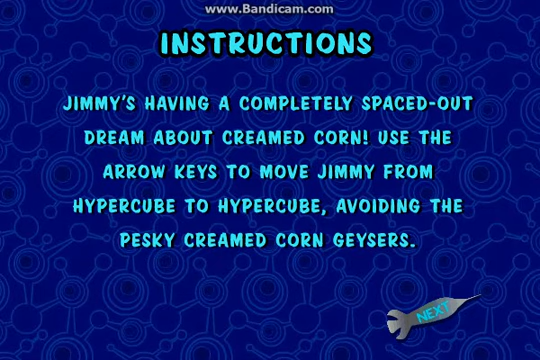 www.Bandicam.com
INSTRUCTIONS
JIMMY'S HAVING A COMPLETELY SPACED-OUT
DREAM ABOUT CREAMED CORN! USE THE
ARROW KEYS TO MOVE JIMMY FROM
HYPERCUBE TO HYPERCUBE, AVOIDING THE
PESKY CREAMED CORN GEYSERS.
NEXT